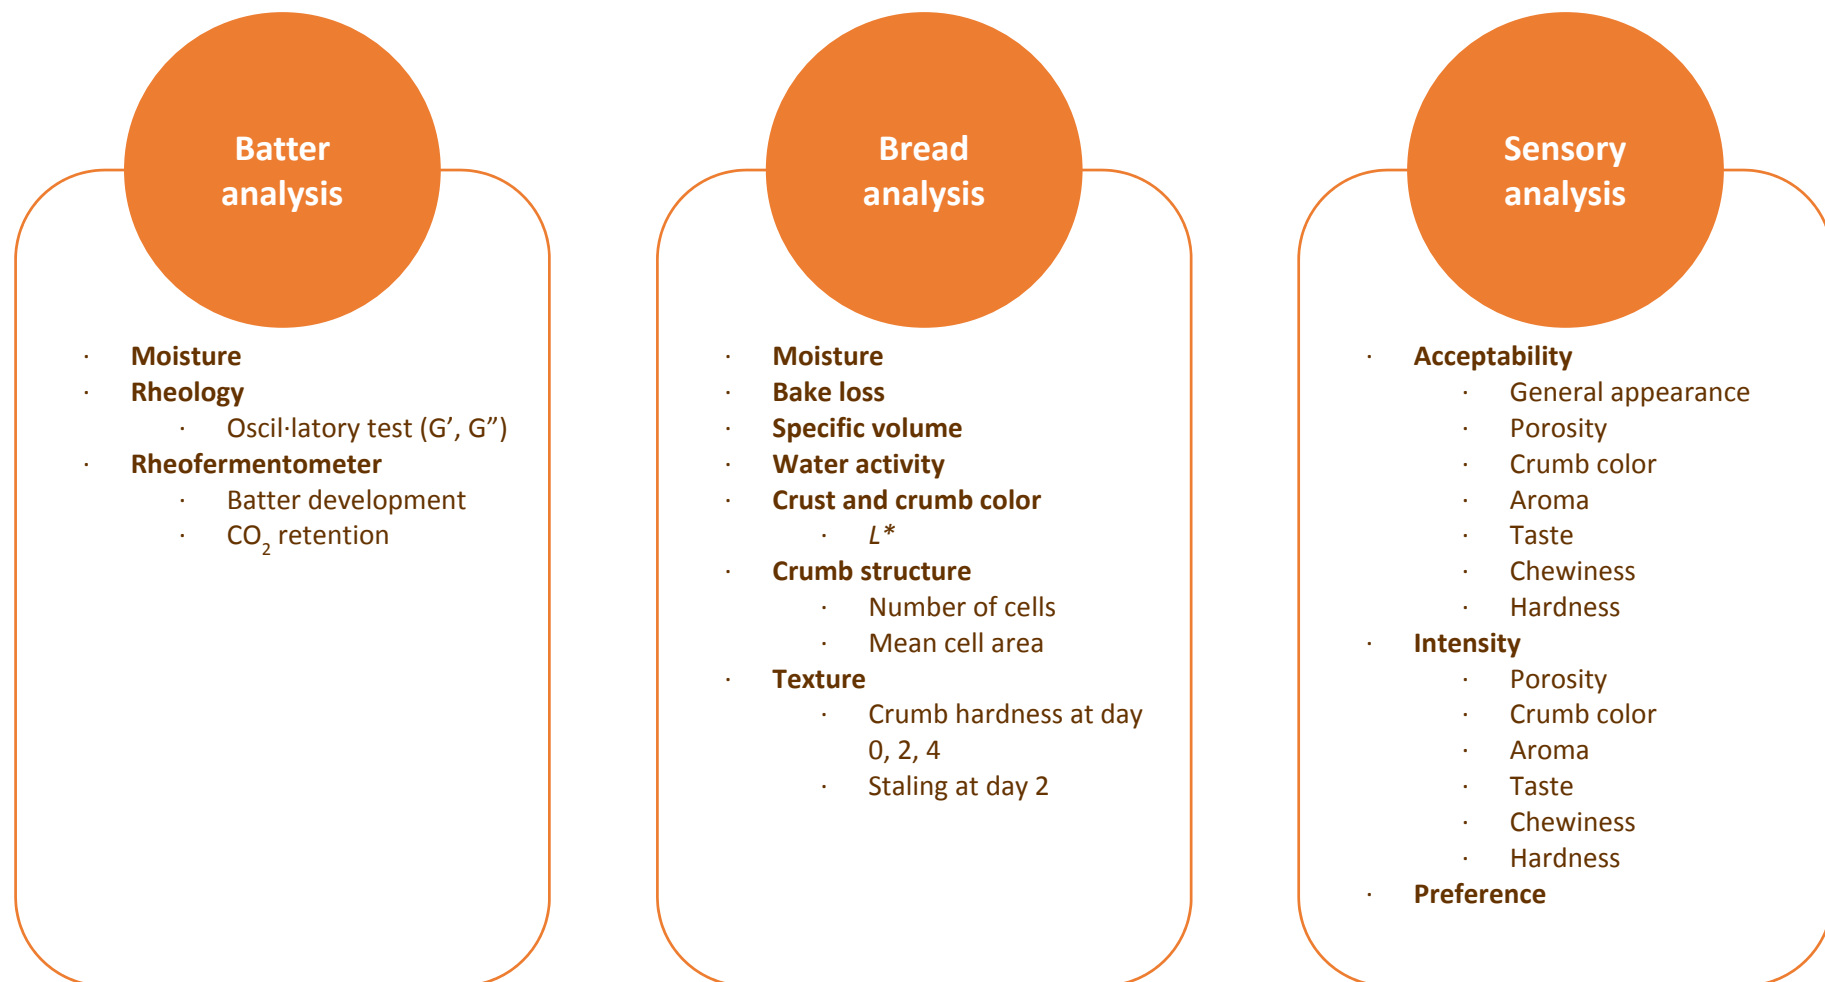 Batter
analysis
· Moisture
· Rheology
· Oscil·latory test (G’, G”)
· Rheofermentometer
· Batter development
· CO2 retention
Bread
analysis
· Moisture
· Bake loss
· Specific volume
· Water activity
· Crust and crumb color
· L*
· Crumb structure
· Number of cells
· Mean cell area
· Texture
· Crumb hardness at day
0, 2, 4
· Staling at day 2
Sensory
analysis
· Acceptability
· General appearance
· Porosity
· Crumb color
· Aroma
· Taste
· Chewiness
· Hardness
· Intensity
· Porosity
· Crumb color
· Aroma
· Taste
· Chewiness
· Hardness
· Preference